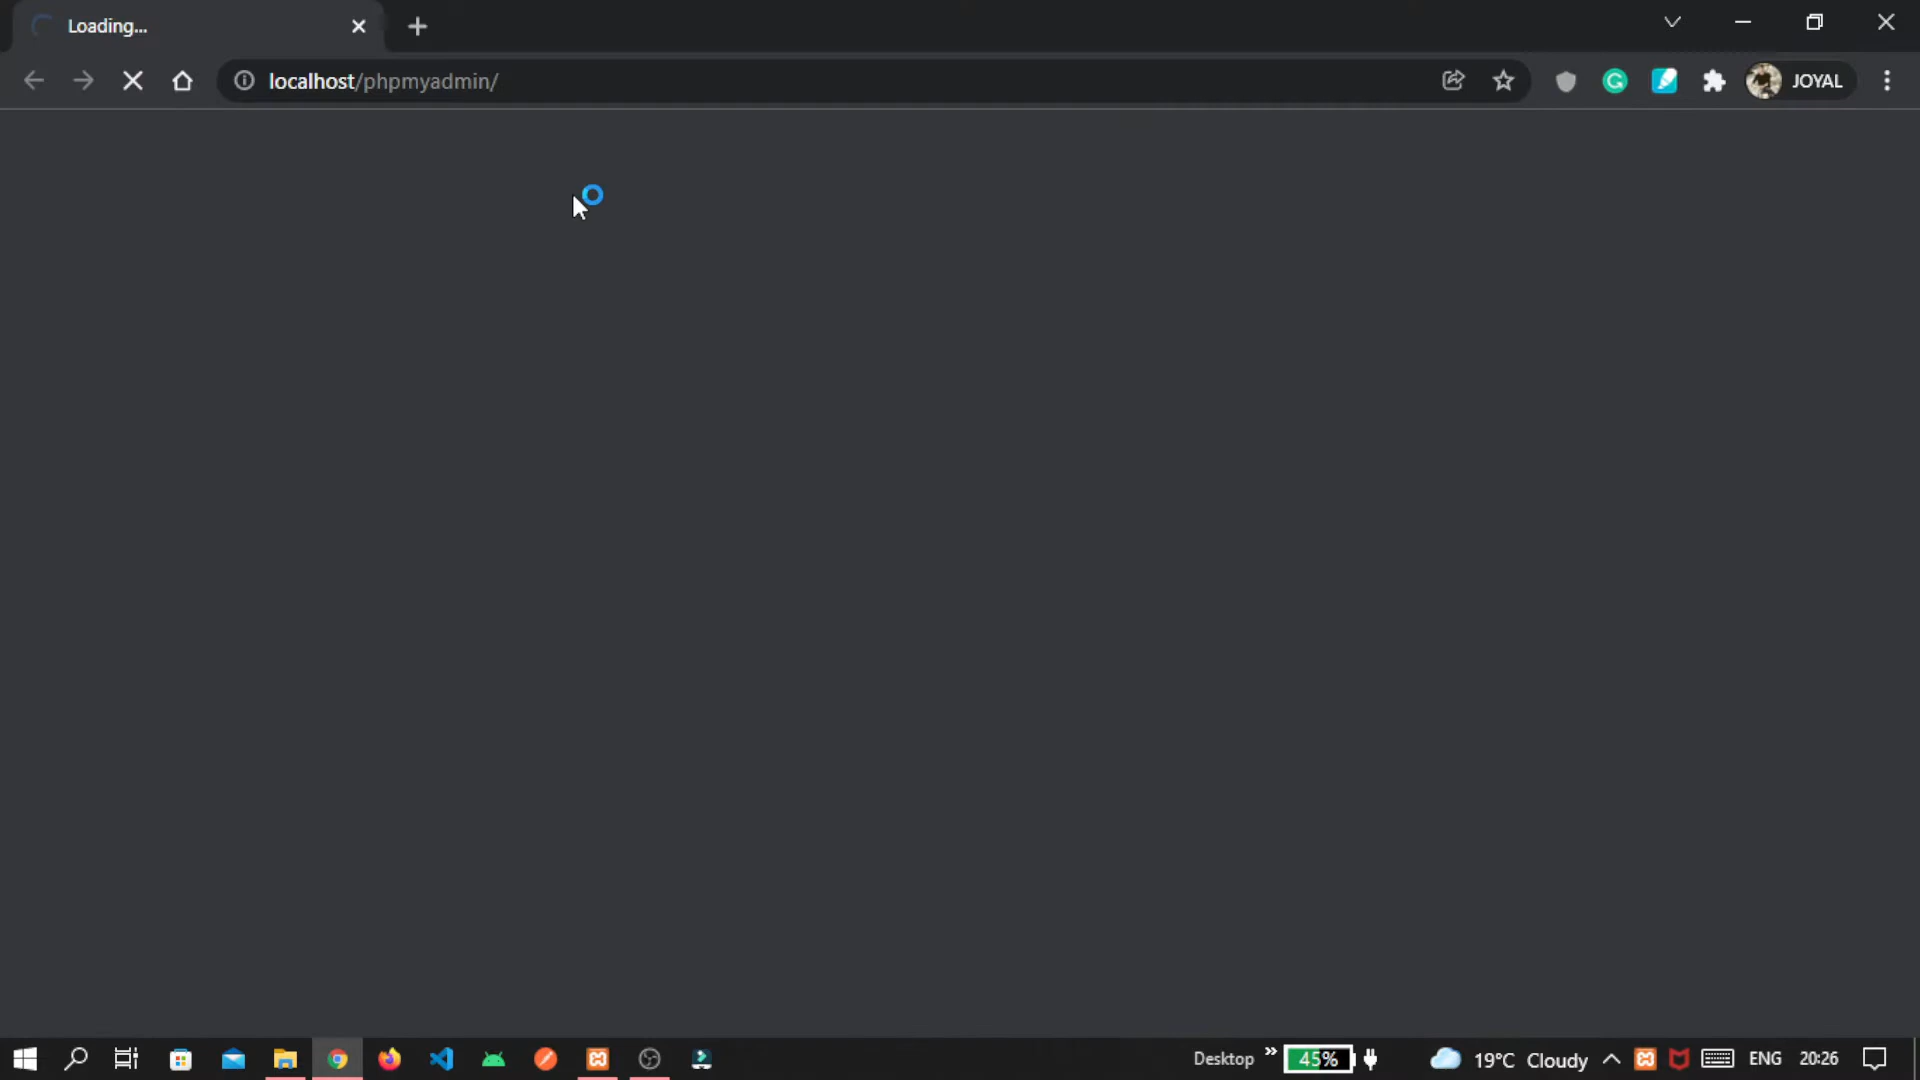 Loading...
localhost/phpmyadmin/
JOYAL
Desktop
45%
19°C Cloudy
ENG
20:26